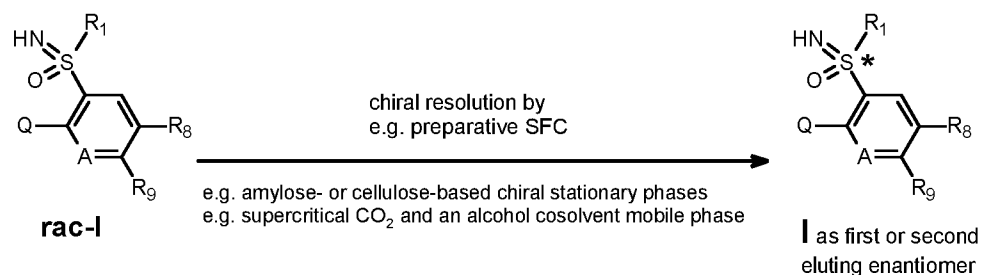 HN R₁
S
O
Q
A
R₈
R₉
rac-I
chiral resolution by
e.g. preparative SFC
e.g. amylose- or cellulose-based chiral stationary phases
e.g. supercritical CO₂ and an alcohol cosolvent mobile phase
HN R₁
S *
O
Q
A
R₈
R₉
I as first or second
eluting enantiomer